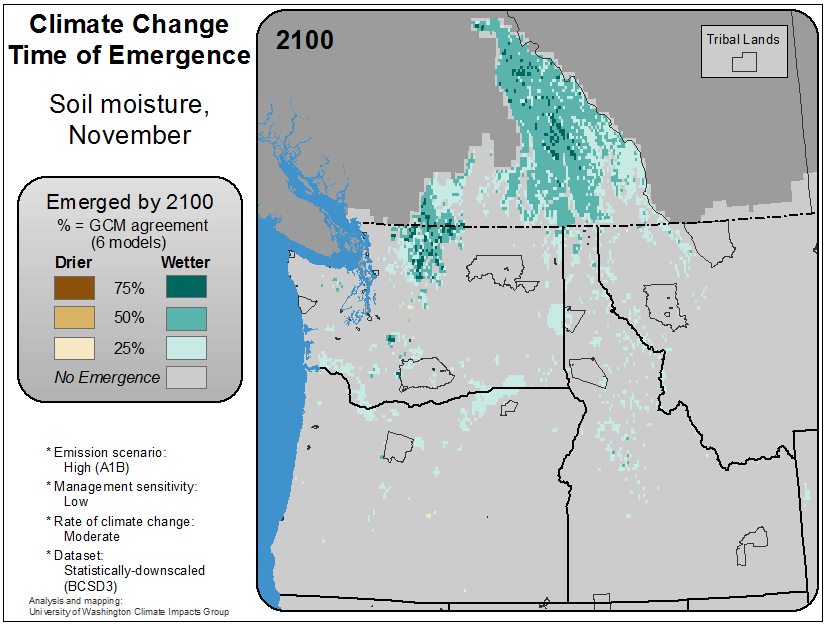 Climate Change
Time of Emergence
Soil moisture,
November
Emerged by 2100
% = GCM agreement
(6 models)
Drier Wetter
75%
50%
25%
No Emergence
* Emission scenario:
High (A1B)
* Management sensitivity:
Low
* Rate of climate change:
Moderate
* Dataset:
Statistically-downscaled
(BCSD3)
Analysis and mapping:
University of Washington Climate Impacts Group
2100
Tribal Lands